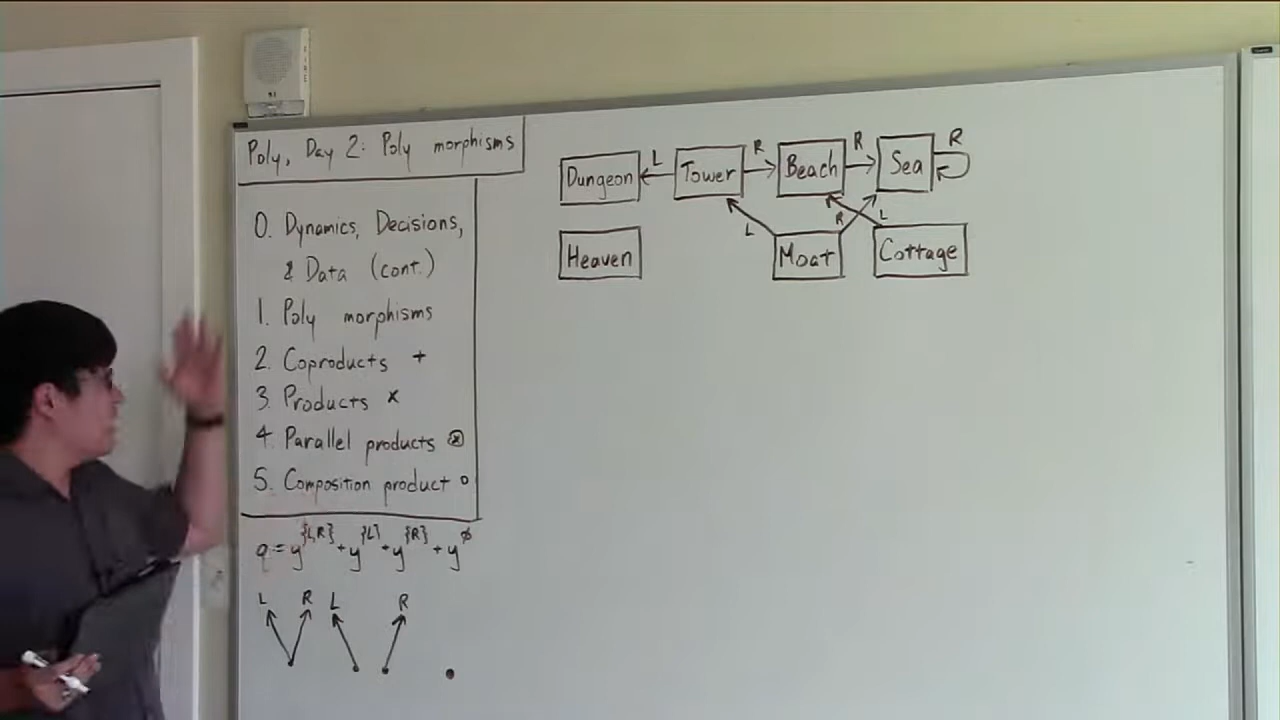 Poly, Day 2: Poly morphisms
0. Dynamics, Decisions,
& Data (cont.)
1. Poly morphisms
2. Coproducts +
3. Products ×
4. Parallel products ⊗
5. Composition product ∘
q = y^{L,R} + y^{L} + y^{R} + y^∅
L R L R
R R R
L
Dungeon Tower Beach Sea
L R L
Heaven Moat Cottage
FIRE